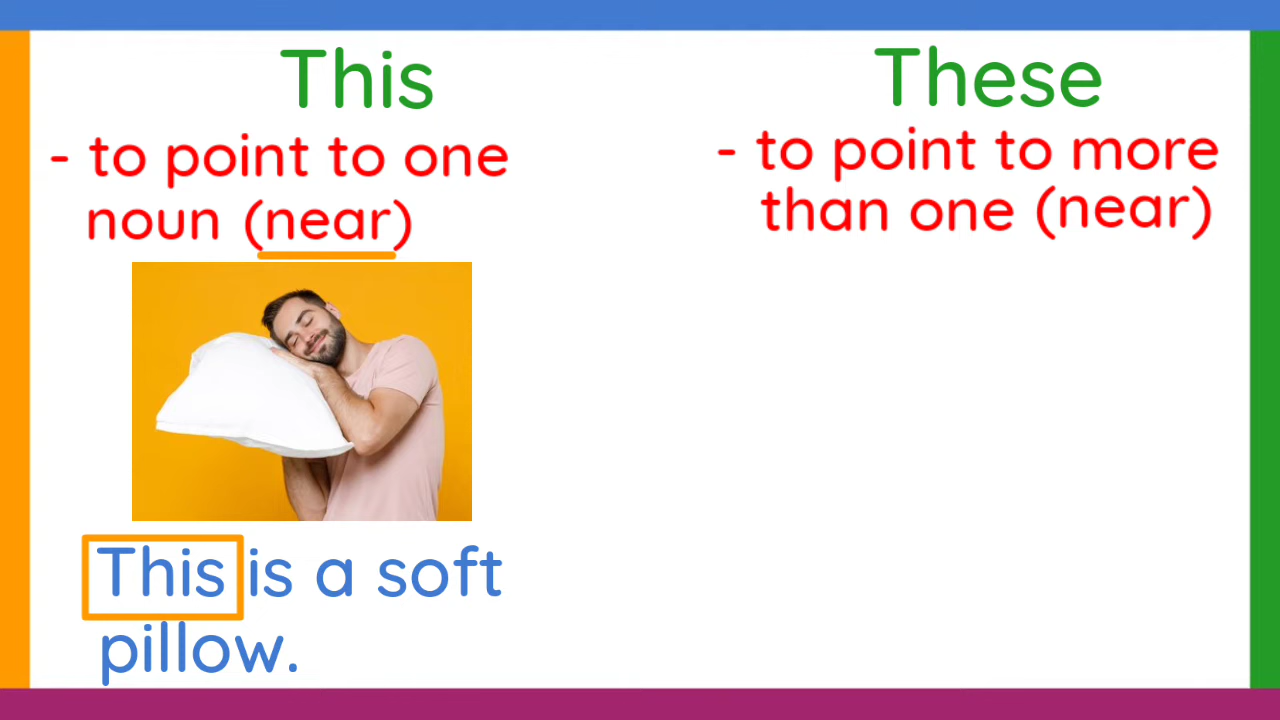 This
- to point to one
noun (near)
This is a soft
pillow.
These
- to point to more
than one (near)